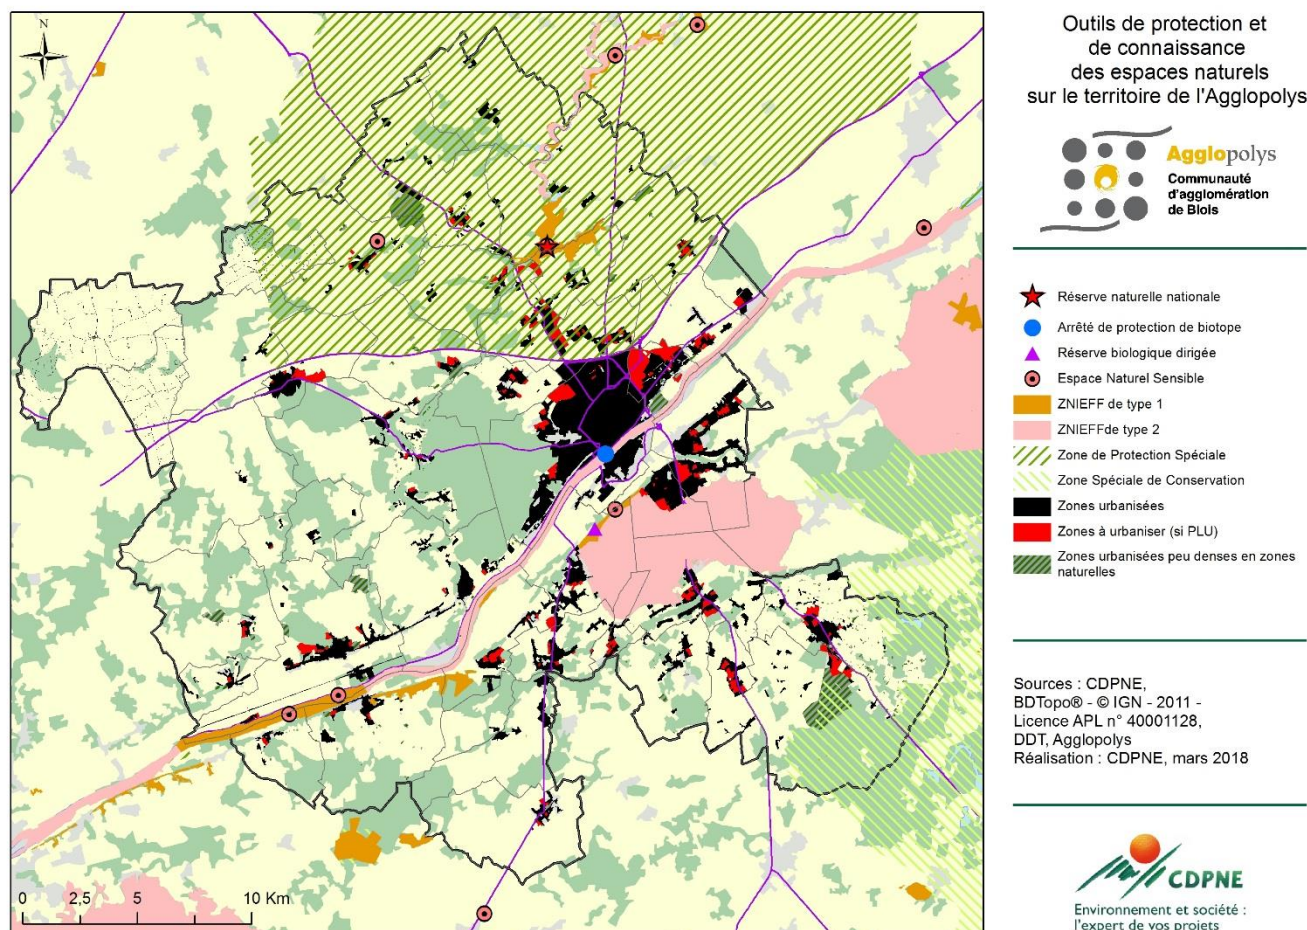 N
0 2,5 5 10 Km
Outils de protection et
de connaissance
des espaces naturels
sur le territoire de l'Agglopolys
Agglopolys
Communauté
d'agglomération
de Blois
Réserve naturelle nationale
Arrêté de protection de biotope
Réserve biologique dirigée
Espace Naturel Sensible
ZNIEFF de type 1
ZNIEFFde type 2
Zone de Protection Spéciale
Zone Spéciale de Conservation
Zones urbanisées
Zones à urbaniser (si PLU)
Zones urbanisées peu denses en zones
naturelles
Sources : CDPNE,
BDTopo® - © IGN - 2011 -
Licence APL n° 40001128,
DDT, Agglopolys
Réalisation : CDPNE, mars 2018
CDPNE
Environnement et société :
l'expert de vos projets